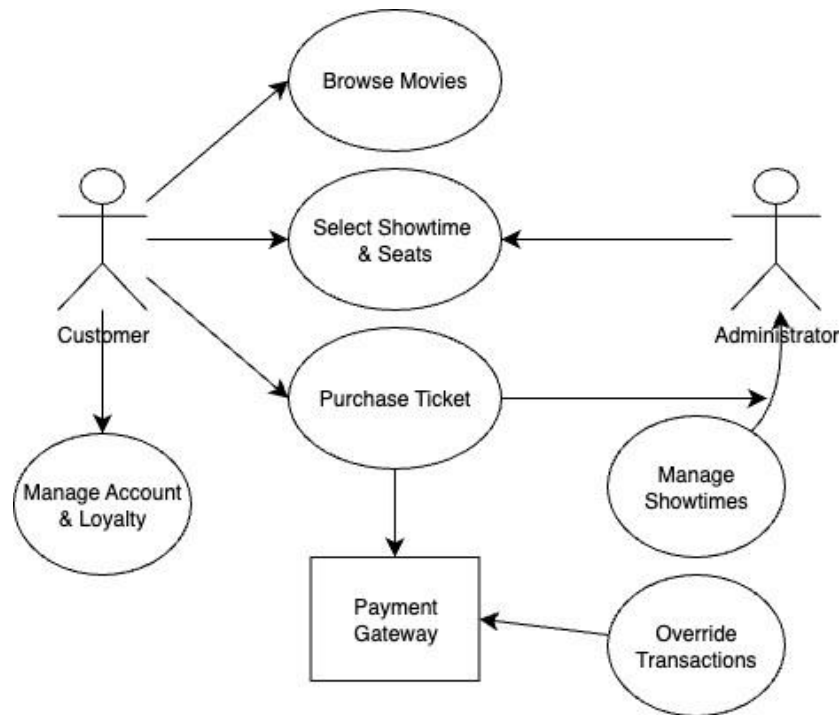 Browse Movies
Select Showtime
& Seats
Customer
Administrator
Purchase Ticket
Manage Account
& Loyalty
Manage
Showtimes
Payment
Gateway
Override
Transactions